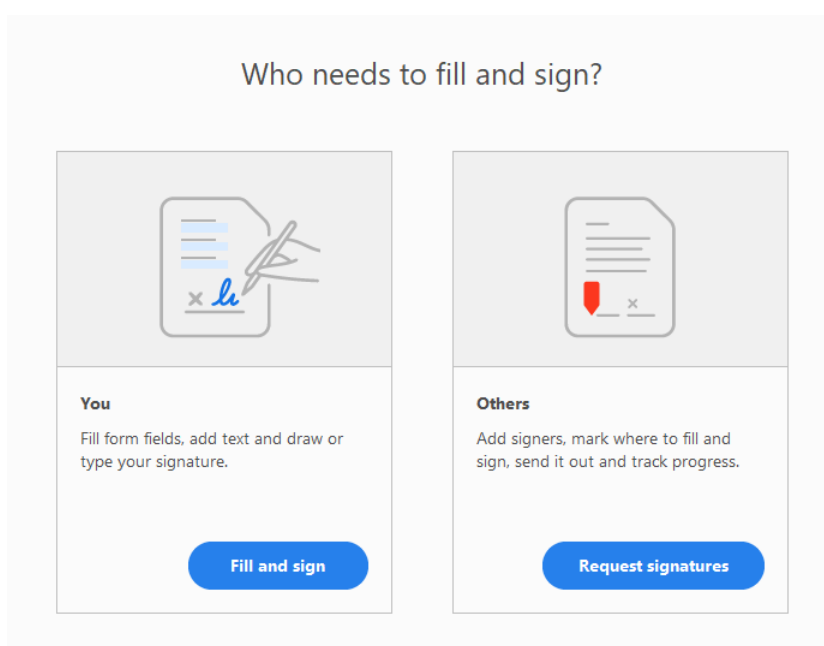 Who needs to fill and sign?
You
Fill form fields, add text and draw or
type your signature.
Fill and sign
Others
Add signers, mark where to fill and
sign, send it out and track progress.
Request signatures